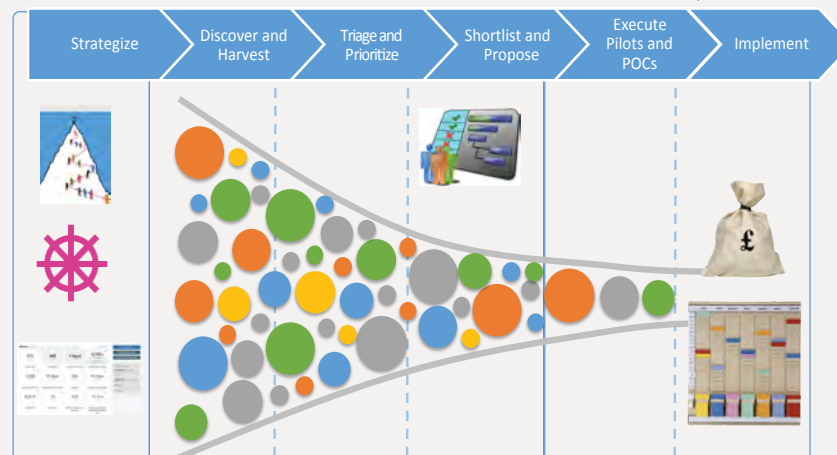 Strategize
Discover and
Harvest
Triage and
Prioritize
Shortlist and
Propose
Execute
Pilots and
POCs
Implement
£